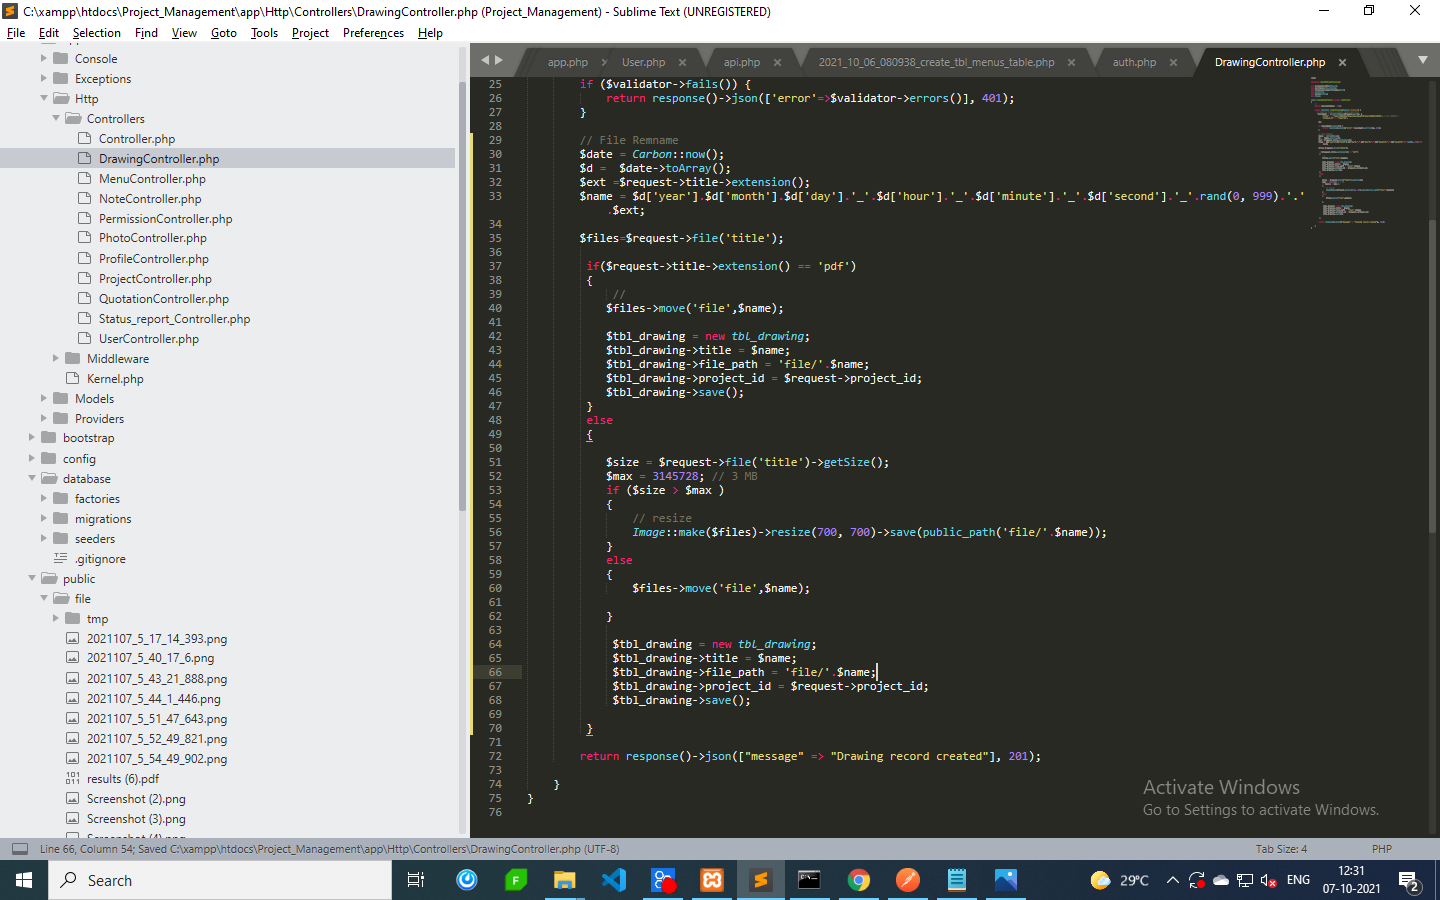 C:\xampp\htdocs\Project_Management\app\Http\Controllers\DrawingController.php (Project_Management) - Sublime Text (UNREGISTERED)
File Edit Selection Find View Goto Tools Project Preferences Help
Console
Exceptions
Http
Controllers
Controller.php
DrawingController.php
MenuController.php
NoteController.php
PermissionController.php
PhotoController.php
ProfileController.php
ProjectController.php
QuotationController.php
Status_report_Controller.php
UserController.php
Middleware
Kernel.php
Models
Providers
bootstrap
config
database
factories
migrations
seeders
.gitignore
public
file
tmp
2021107_5_17_14_393.png
2021107_5_40_17_6.png
2021107_5_43_21_888.png
2021107_5_44_1_446.png
2021107_5_51_47_643.png
2021107_5_52_49_821.png
2021107_5_54_49_902.png
results (6).pdf
Screenshot (2).png
Screenshot (3).png
Screenshot (4).png
app.php User.php api.php 2021_10_06_080938_create_tbl_menus_table.php auth.php DrawingController.php
25 if ($validator->fails()) {
26 return response()->json(['error'=>$validator->errors()], 401);
27 }
28
29 // File Remname
30 $date = Carbon::now();
31 $d =  $date->toArray();
32 $ext =$request->title->extension();
33 $name = $d['year'].$d['month'].$d['day'].'_'.$d['hour'].'_'.$d['minute'].'_'.$d['second'].'_'.rand(0, 999).'.'
.$ext;
34
35 $files=$request->file('title');
36
37 if($request->title->extension() == 'pdf')
38 {
39 //
40 $files->move('file',$name);
41
42 $tbl_drawing = new tbl_drawing;
43 $tbl_drawing->title = $name;
44 $tbl_drawing->file_path = 'file/'.$name;
45 $tbl_drawing->project_id = $request->project_id;
46 $tbl_drawing->save();
47 }
48 else
49 {
50
51 $size = $request->file('title')->getSize();
52 $max = 3145728; // 3 MB
53 if ($size > $max )
54 {
55 // resize
56 Image::make($files)->resize(700, 700)->save(public_path('file/'.$name));
57 }
58 else
59 {
60 $files->move('file',$name);
61
62 }
63
64 $tbl_drawing = new tbl_drawing;
65 $tbl_drawing->title = $name;
66 $tbl_drawing->file_path = 'file/'.$name;
67 $tbl_drawing->project_id = $request->project_id;
68 $tbl_drawing->save();
69
70 }
71
72 return response()->json(["message" => "Drawing record created"], 201);
73
74 }
75 }
76
Activate Windows
Go to Settings to activate Windows.
Line 66, Column 54; Saved C:\xampp\htdocs\Project_Management\app\Http\Controllers\DrawingController.php (UTF-8) Tab Size: 4 PHP
Search 29°C ENG 12:31
07-10-2021 2